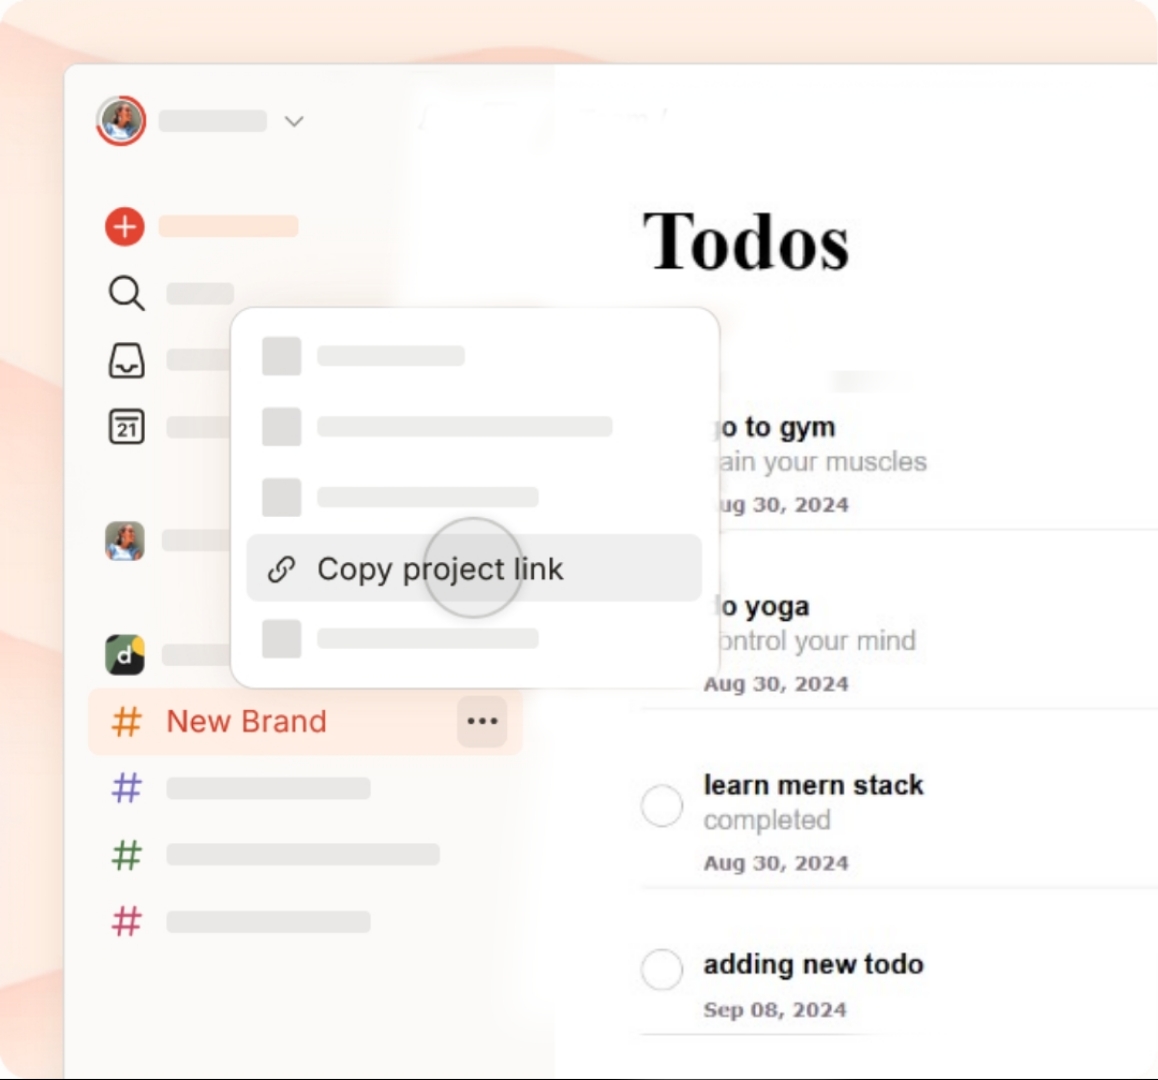 Todos
21
go to gym
ain your muscles
ug 30, 2024
Copy project link
o yoga
ontrol your mind
Aug 30, 2024
d
New Brand
learn mern stack
completed
Aug 30, 2024
adding new todo
Sep 08, 2024